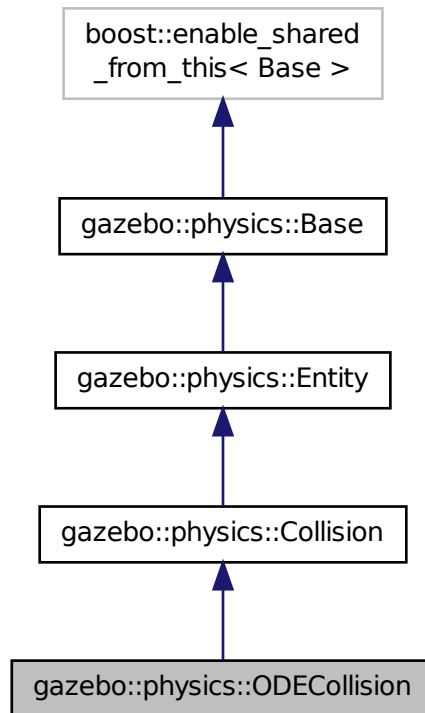 boost::enable_shared
_from_this< Base >
gazebo::physics::Base
gazebo::physics::Entity
gazebo::physics::Collision
gazebo::physics::ODECollision